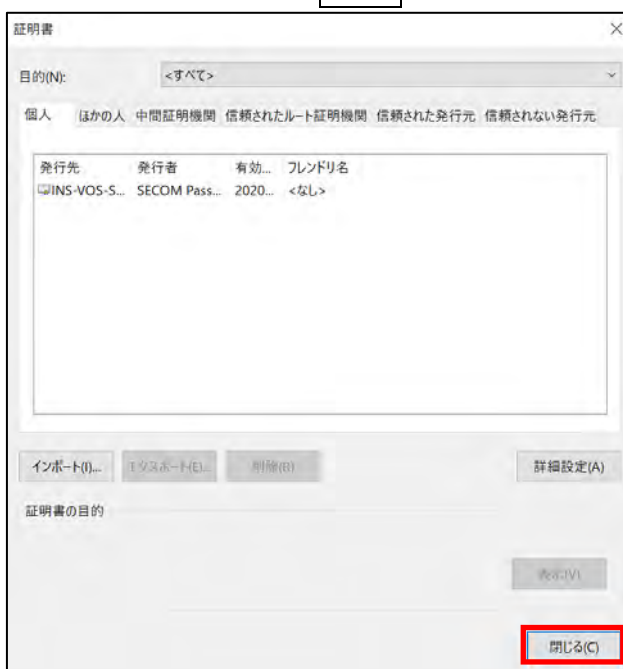 証明書
目的(N): <すべて>
個人 ほかの人 中間証明機関 信頼されたルート証明機関 信頼された発行元 信頼されない発行元
発行先 発行者 有効... フレンドリ名
INS-VOS-S... SECOM Pass... 2020... <なし>
インポート(I)... エクスポート(E)... 削除(R) 詳細設定(A)
証明書の目的
表示(V)
閉じる(C)